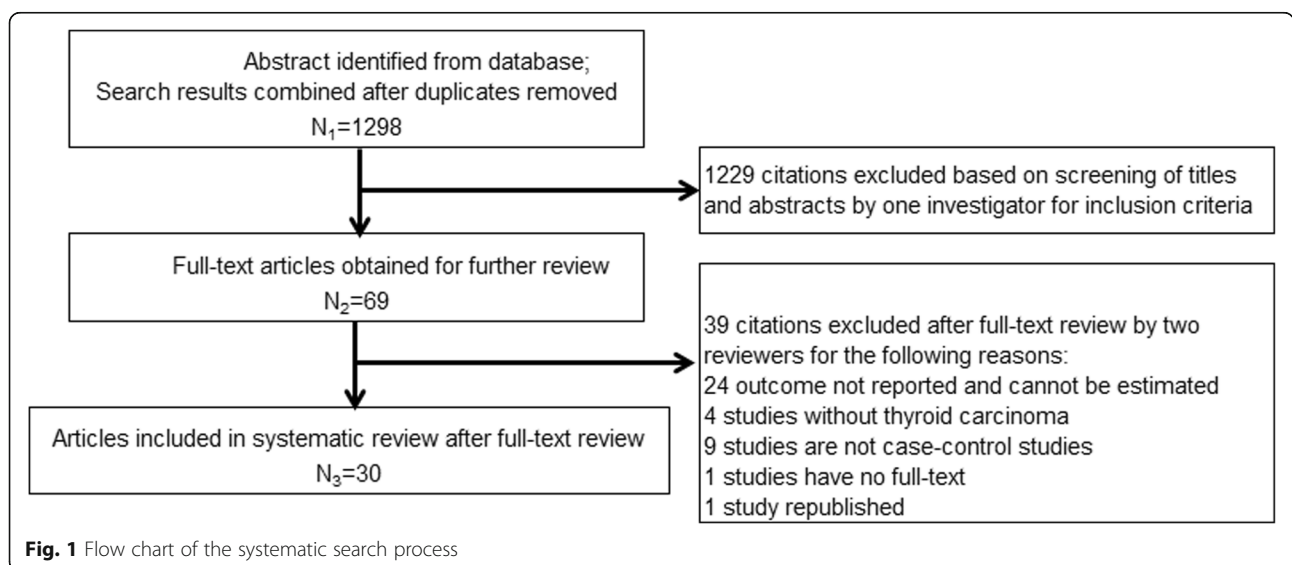 Abstract identified from database;
Search results combined after duplicates removed
N₁=1298
1229 citations excluded based on screening of titles
and abstracts by one investigator for inclusion criteria
Full-text articles obtained for further review
N₂=69
39 citations excluded after full-text review by two
reviewers for the following reasons:
24 outcome not reported and cannot be estimated
4 studies without thyroid carcinoma
9 studies are not case-control studies
1 studies have no full-text
1 study republished
Articles included in systematic review after full-text review
N₃=30
Fig. 1 Flow chart of the systematic search process